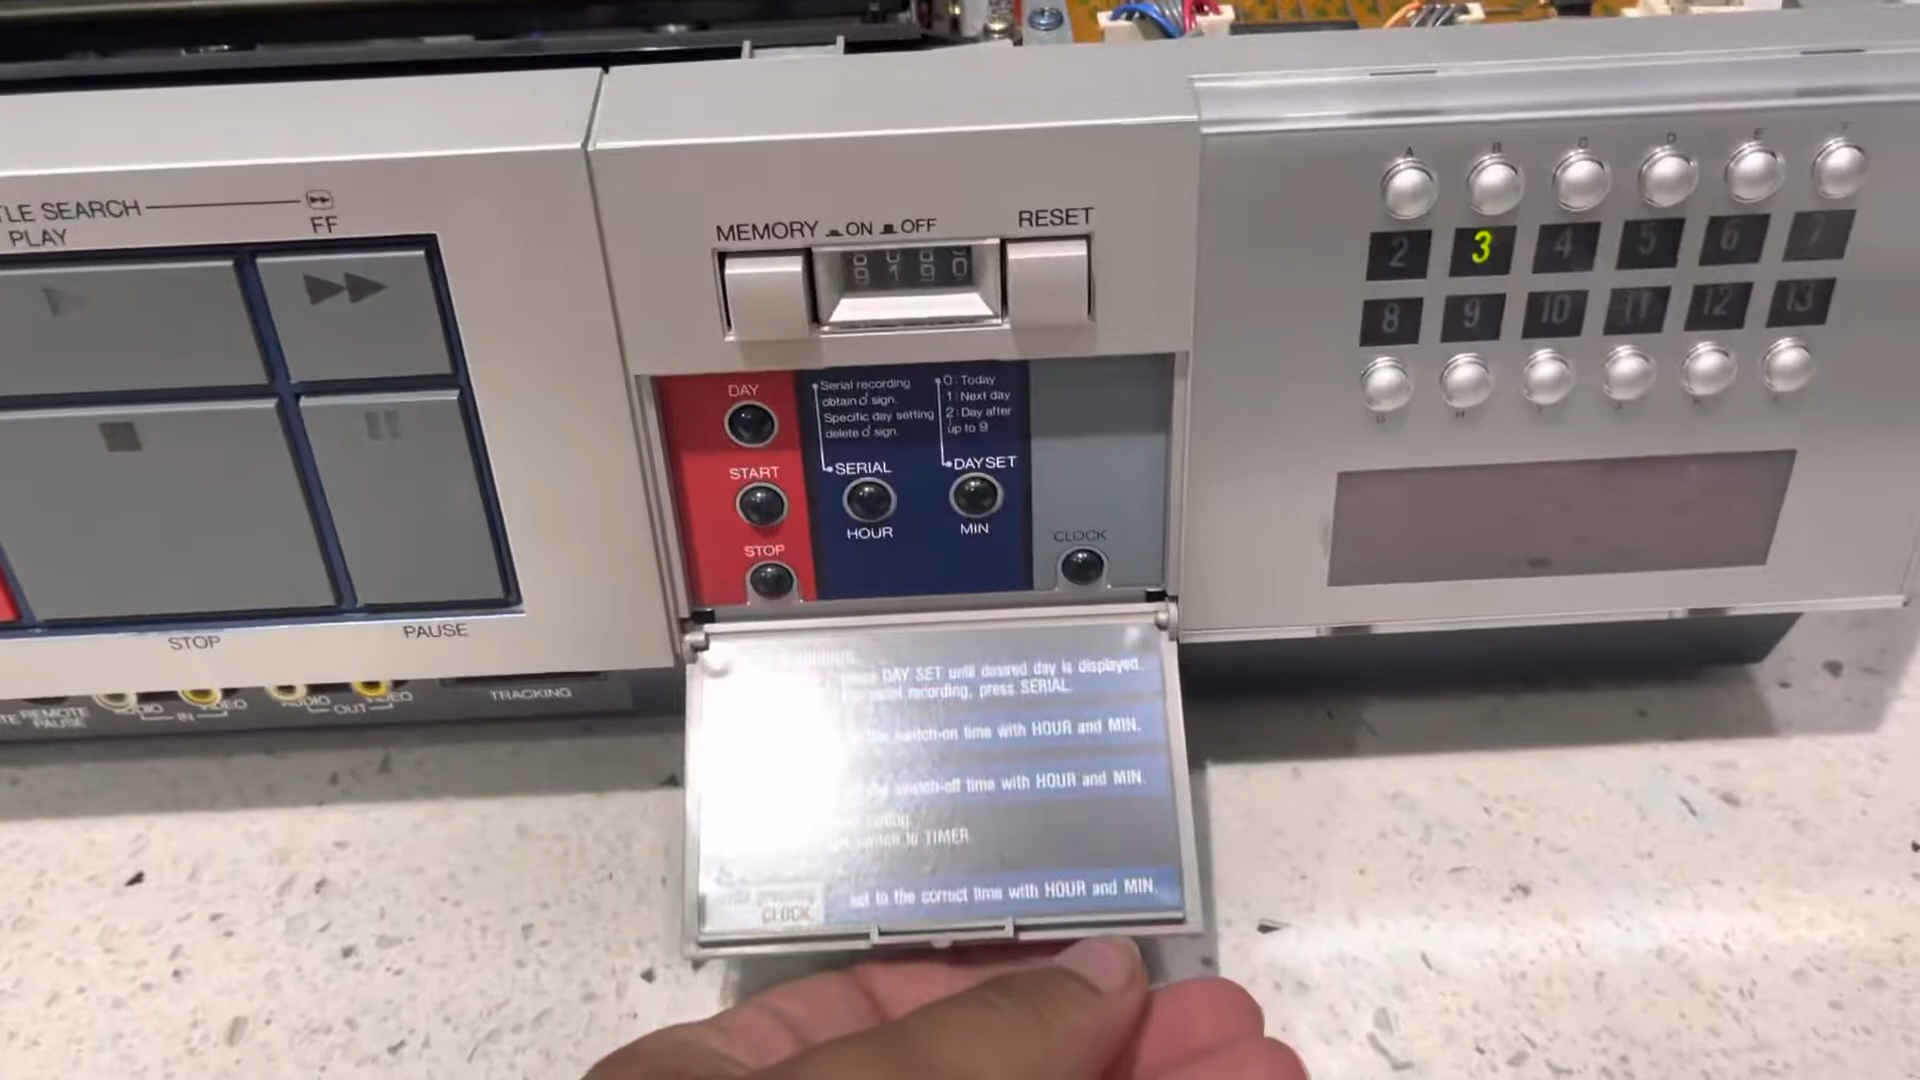 TLE SEARCH
PLAY
FF
STOP
PAUSE
REMOTE
PAUSE
AUDIO
VIDEO
IN
AUDIO
VIDEO
OUT
TRACKING
MEMORY ON OFF
RESET
9190
DAY
START
STOP
Serial recording
obtain d' sign.
Specific day setting
delete d' sign.
SERIAL
HOUR
0: Today
1: Next day
2: Day after
up to 9
DAY SET
MIN
CLOCK
press DAY SET until desired day is displayed.
recording, press SERIAL.
switch-on time with HOUR and MIN.
switch-off time with HOUR and MIN.
switch to TIMER.
set to the correct time with HOUR and MIN.
CLOCK
A B C D E F
2 3 4 5 6 7
8 9 10 11 12 13
G H